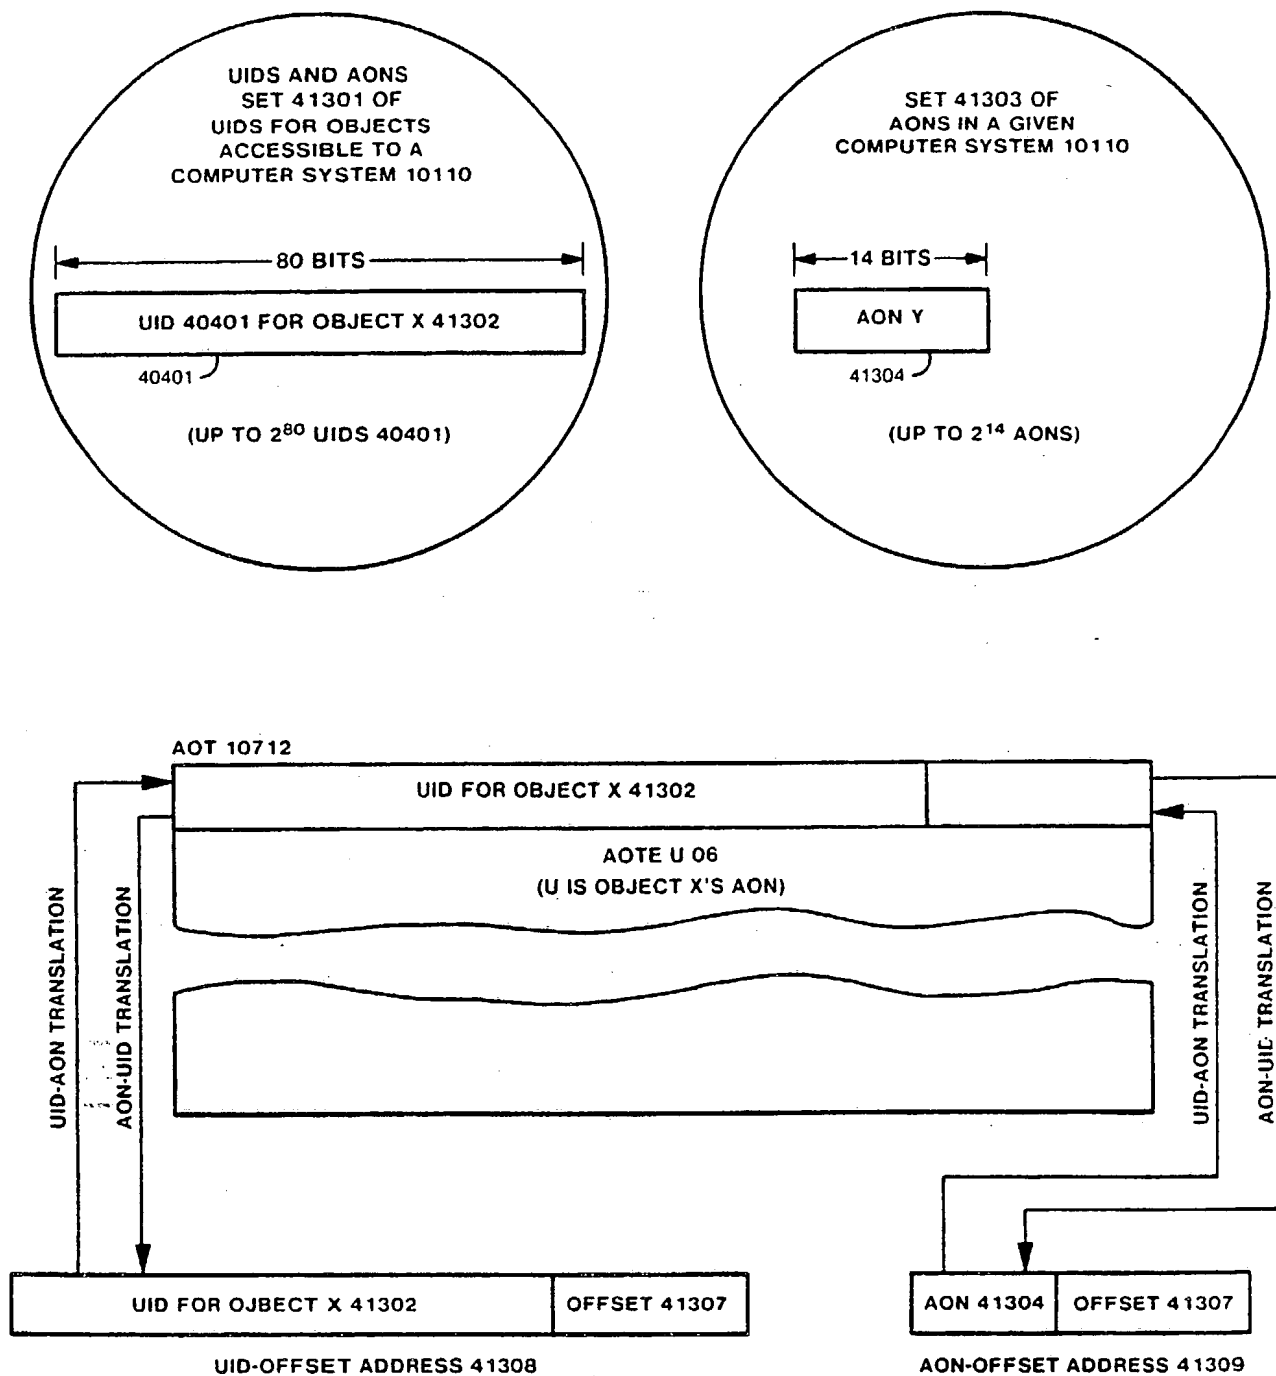 UIDS AND AONS
SET 41301 OF
UIDS FOR OBJECTS
ACCESSIBLE TO A
COMPUTER SYSTEM 10110
80 BITS
UID 40401 FOR OBJECT X 41302
40401
(UP TO 2⁸⁰ UIDS 40401)
SET 41303 OF
AONS IN A GIVEN
COMPUTER SYSTEM 10110
14 BITS
AON Y
41304
(UP TO 2¹⁴ AONS)
AOT 10712
UID FOR OBJECT X 41302
AOTE U 06
(U IS OBJECT X'S AON)
UID-AON TRANSLATION
AON-UID TRANSLATION
UID-AON TRANSLATION
AON-UID TRANSLATION
UID FOR OJBECT X 41302
OFFSET 41307
UID-OFFSET ADDRESS 41308
AON 41304
OFFSET 41307
AON-OFFSET ADDRESS 41309